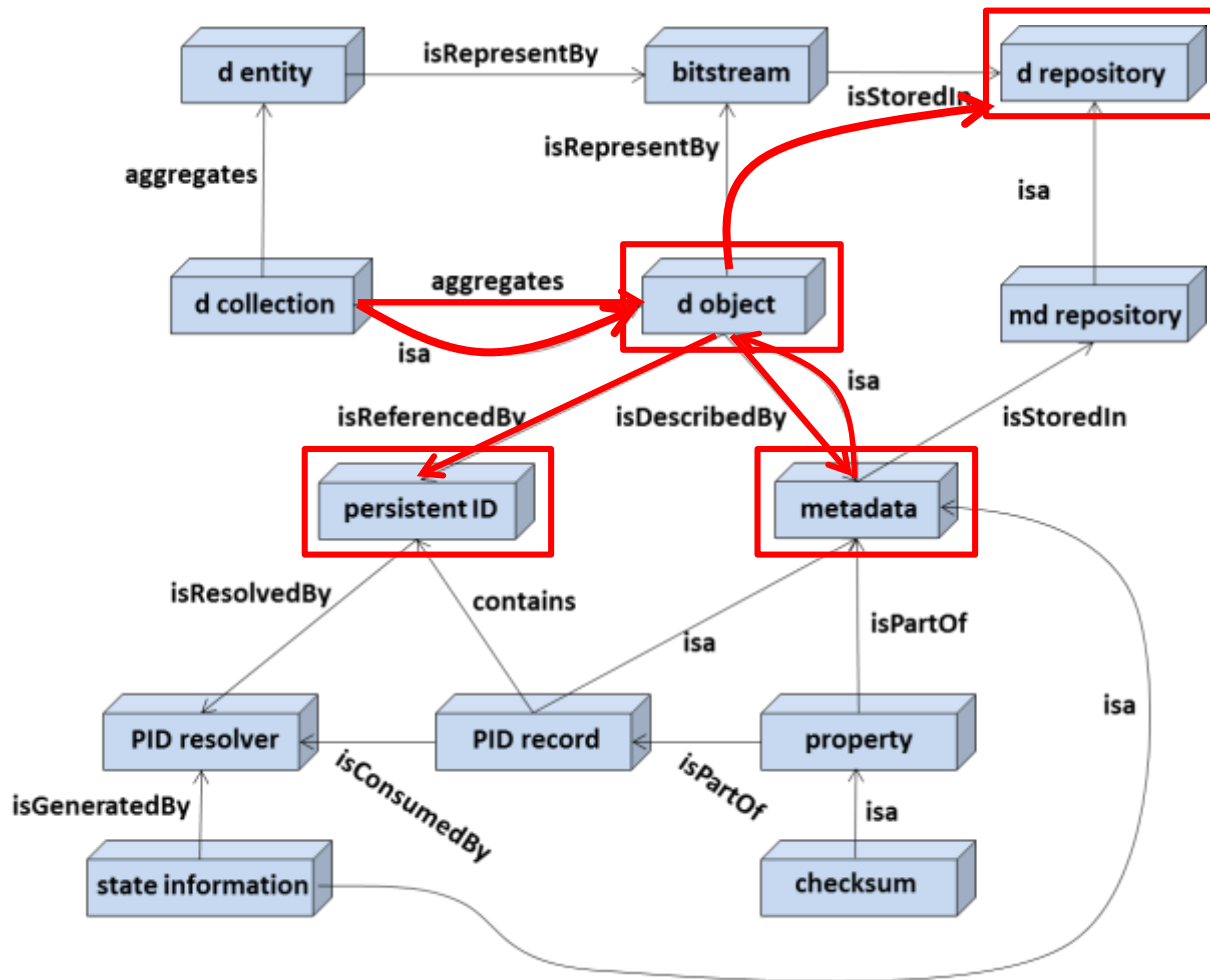 isRepresentBy
d entity
bitstream
d repository
isStoredIn
isRepresentBy
aggregates
isa
aggregates
d collection
d object
md repository
isa
isa
isReferencedBy
isDescribedBy
isStoredIn
persistent ID
metadata
isResolvedBy
contains
isPartOf
isa
isa
PID resolver
PID record
property
isGeneratedBy
isConsumedBy
isPartOf
isa
state information
checksum